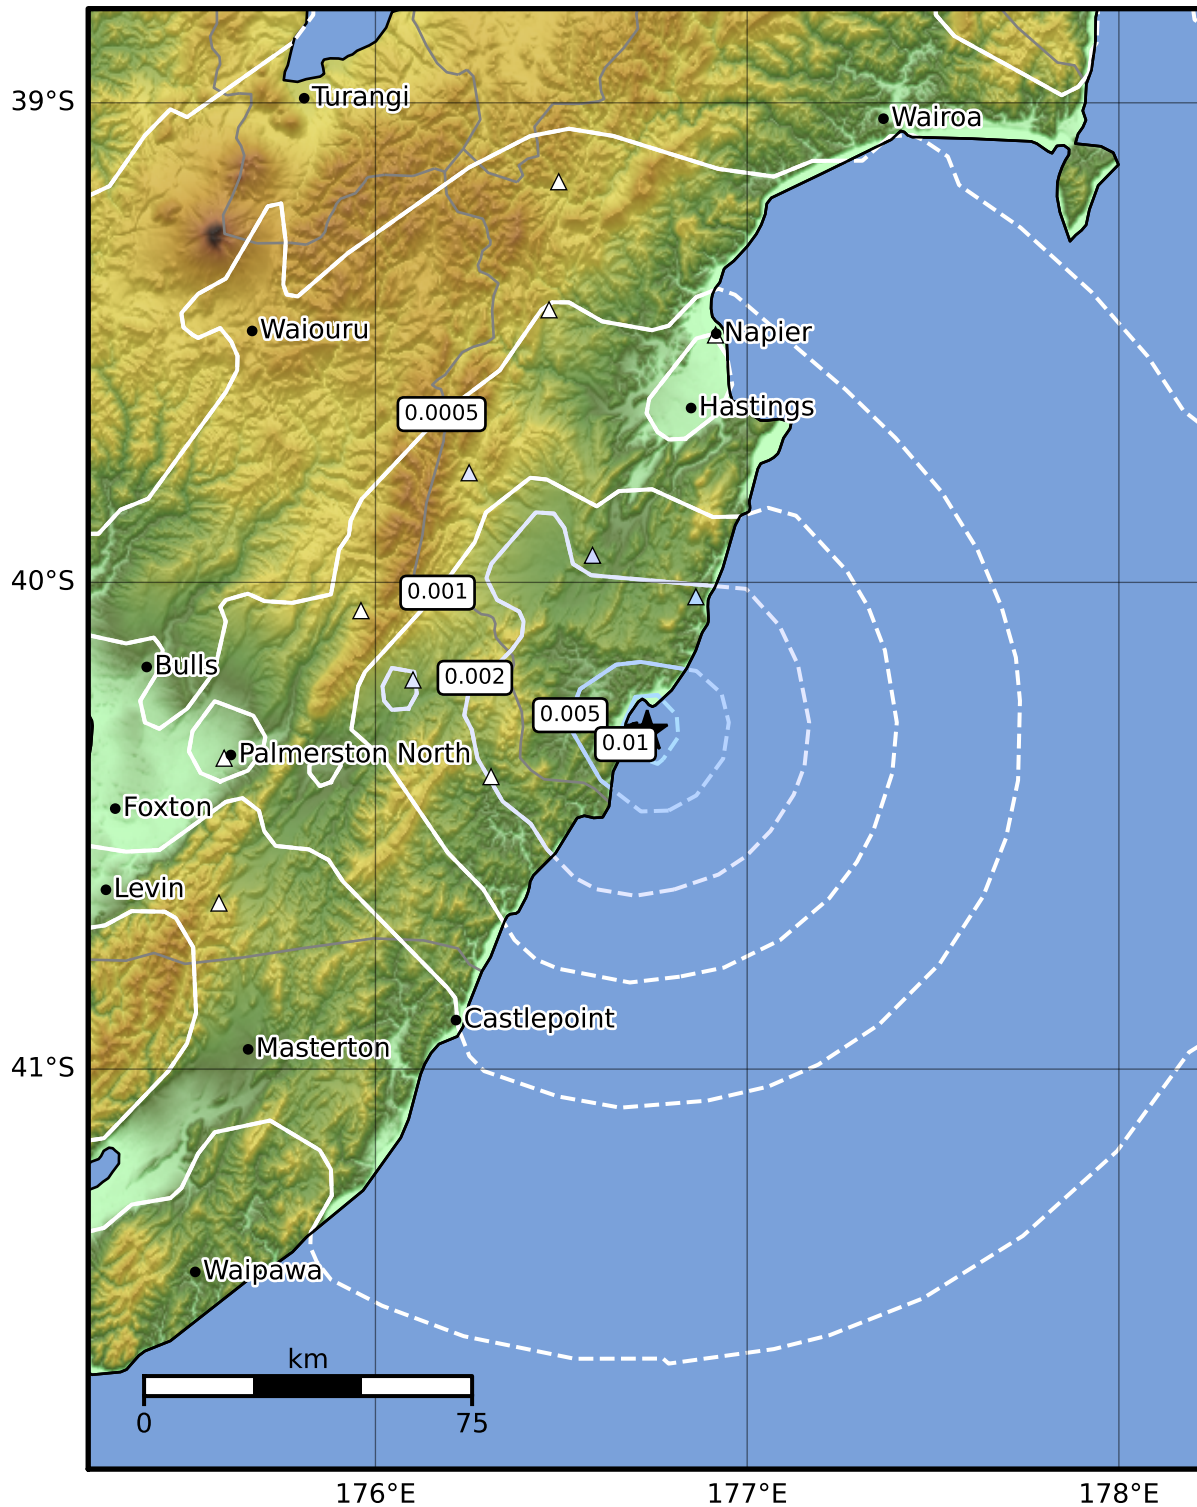 39°S
Turangi
Wairoa
Waiouru
Napier
Hastings
0.0005
40°S
0.001
Bulls
0.002
0.005
0.01
Palmerston North
Foxton
Levin
Castlepoint
Masterton
41°S
Waipawa
km
0 75
176°E 177°E 178°E